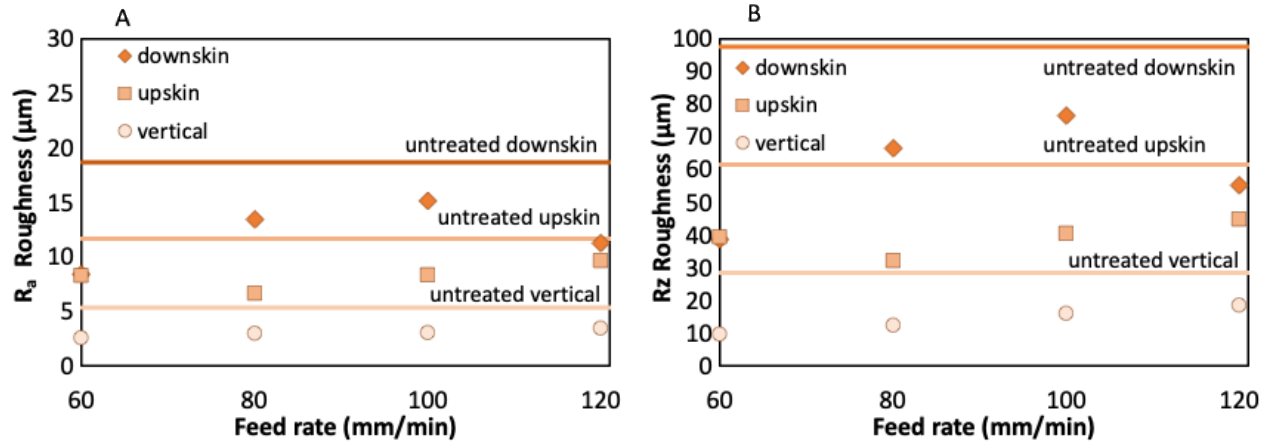 A
30
25
20
15
10
5
0
Rₐ Roughness (µm)
downskin
upskin
vertical
untreated downskin
untreated upskin
untreated vertical
60 80 100 120
Feed rate (mm/min)
B
100
90
80
70
60
50
40
30
20
10
0
Rz Roughness (µm)
downskin
upskin
vertical
untreated downskin
untreated upskin
untreated vertical
60 80 100 120
Feed rate (mm/min)